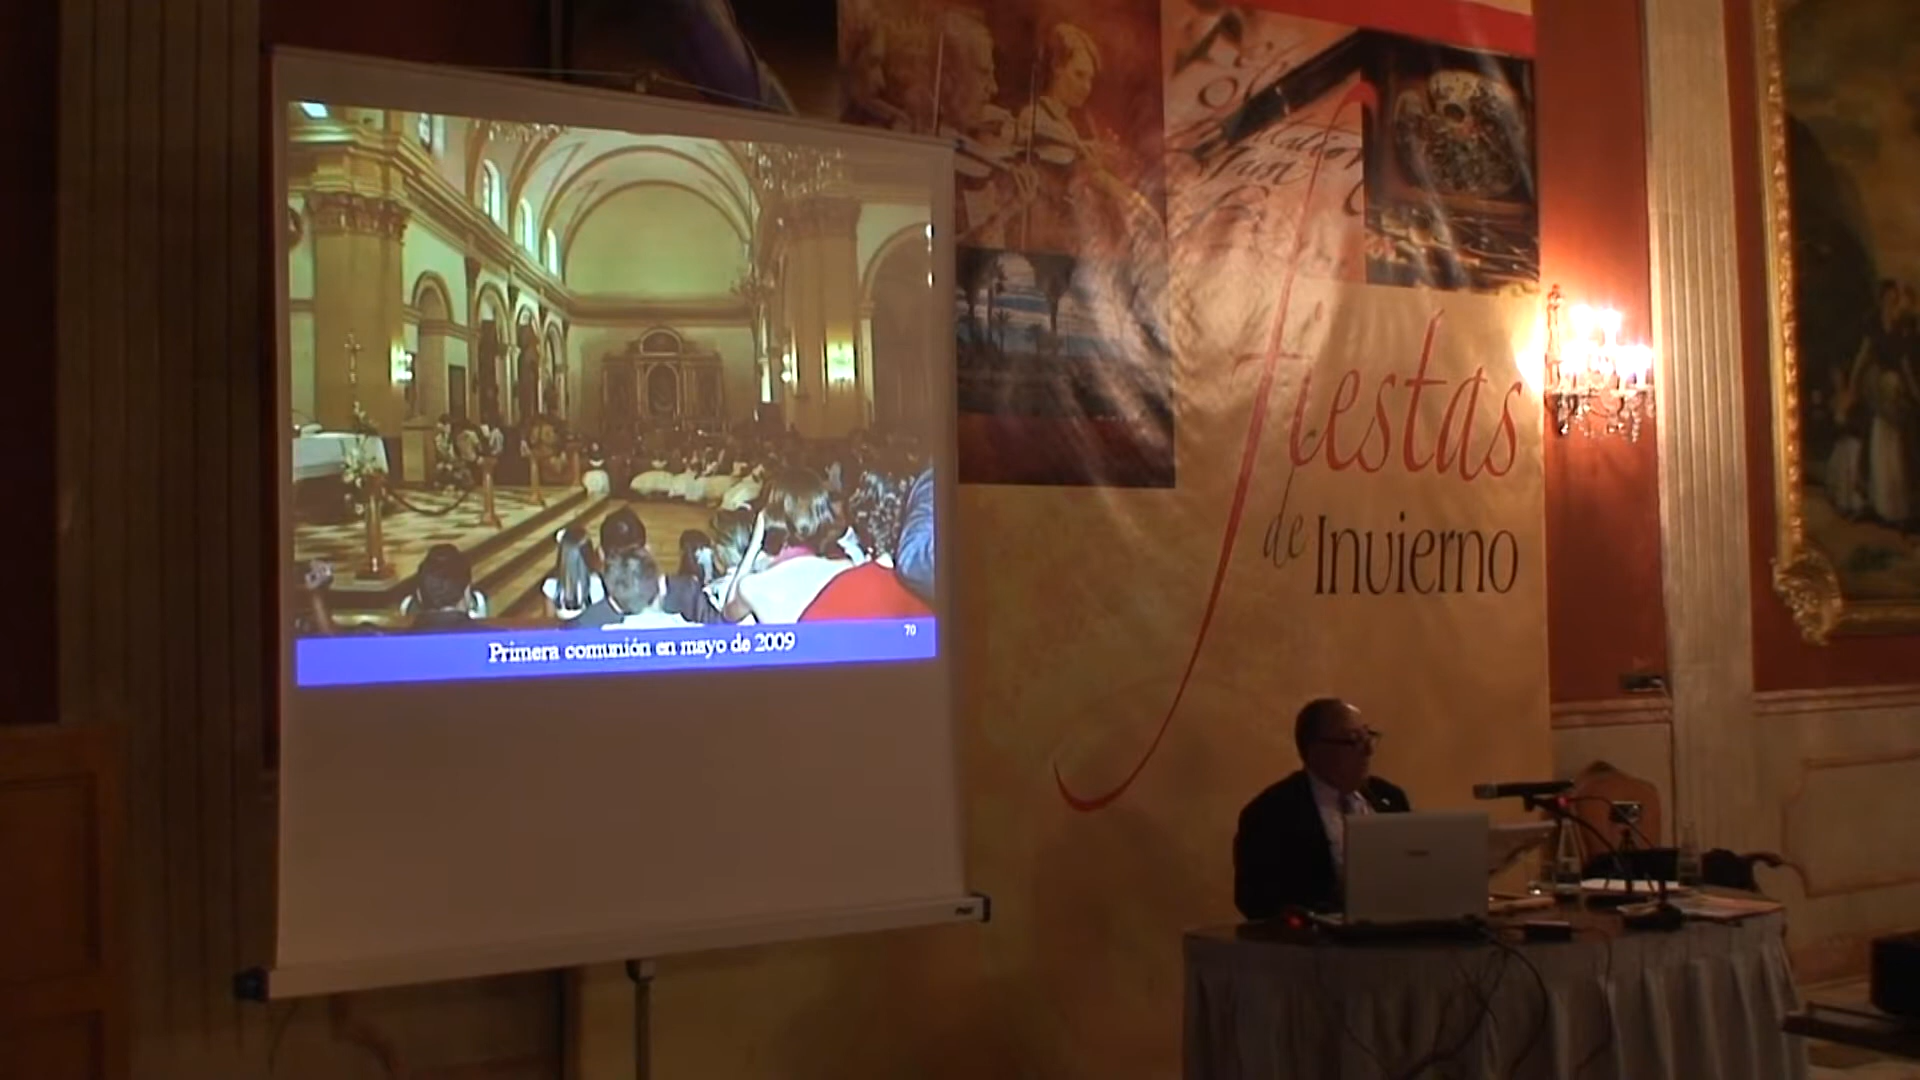 Primera comunión en mayo de 2009
70
fiestas
de Invierno